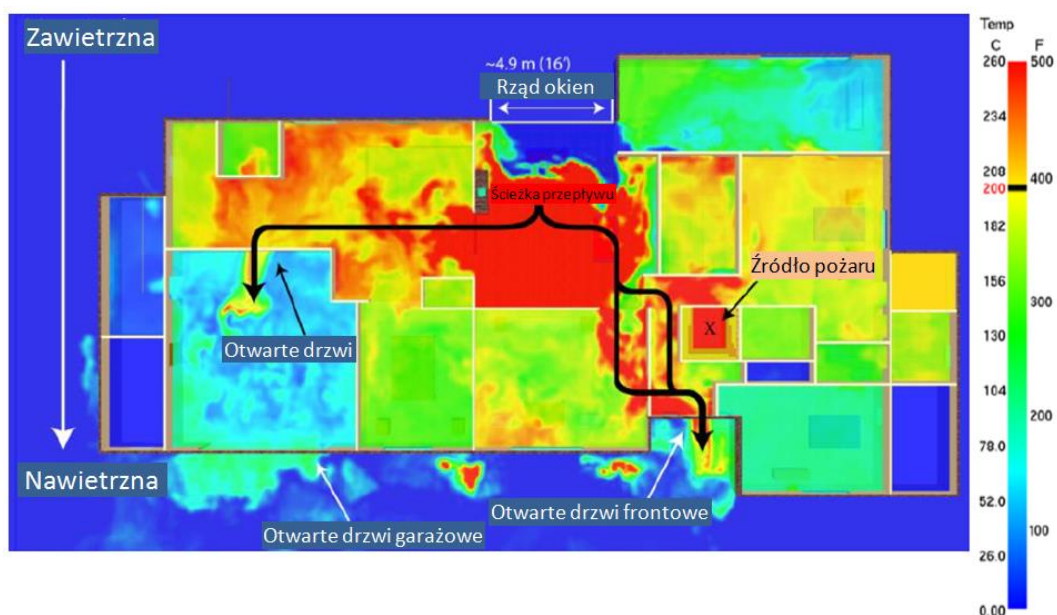 Zawietrzna
~4.9 m (16')
Rząd okien
Ścieżka przepływu
Źródło pożaru
X
Otwarte drzwi
Nawietrzna
Otwarte drzwi garażowe
Otwarte drzwi frontowe
Temp
C F
260 500
234
208 400
200
182
156 300
130
104 200
78.0
52.0 100
26.0
0.00